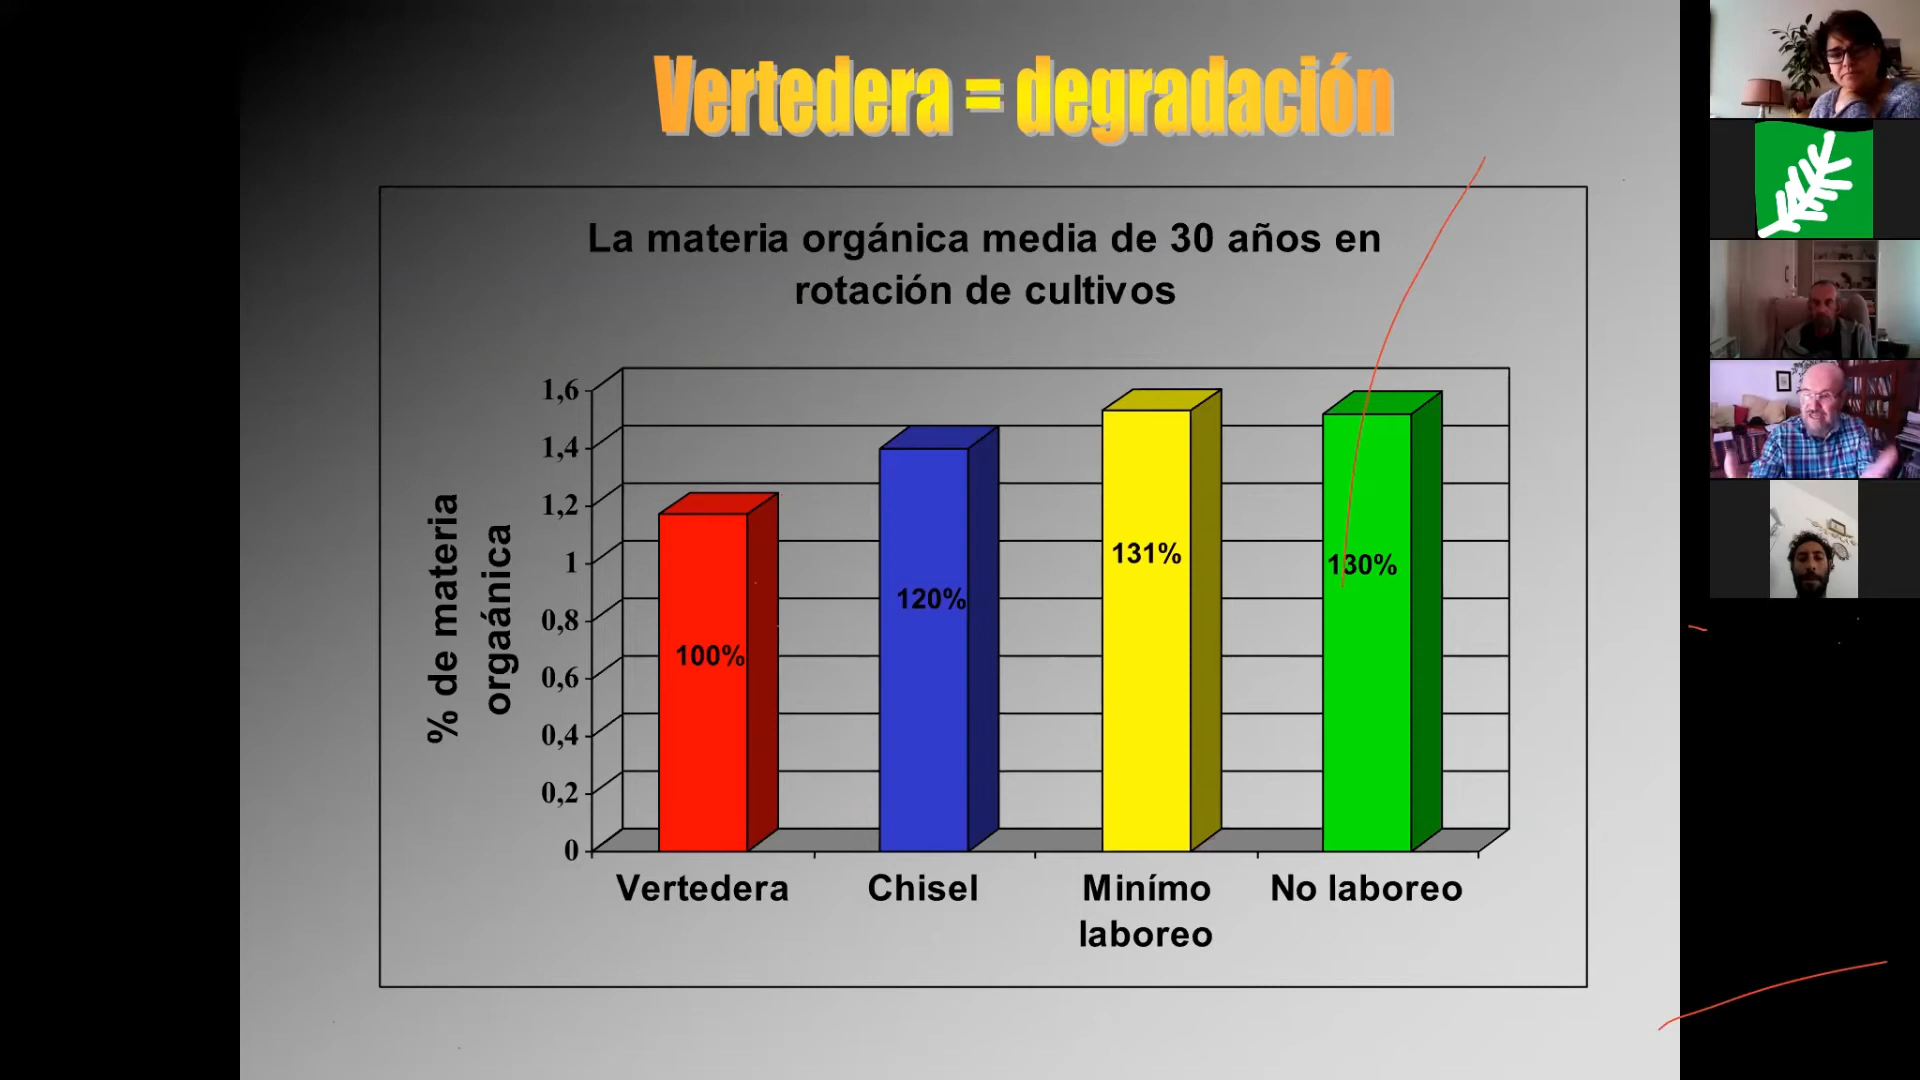 Vertedera = degradación
La materia orgánica media de 30 años en
rotación de cultivos
% de materia
orgaánica
1,6
1,4
1,2
1
0,8
0,6
0,4
0,2
0
100%
120%
131%
130%
Vertedera
Chisel
Minímo
laboreo
No laboreo